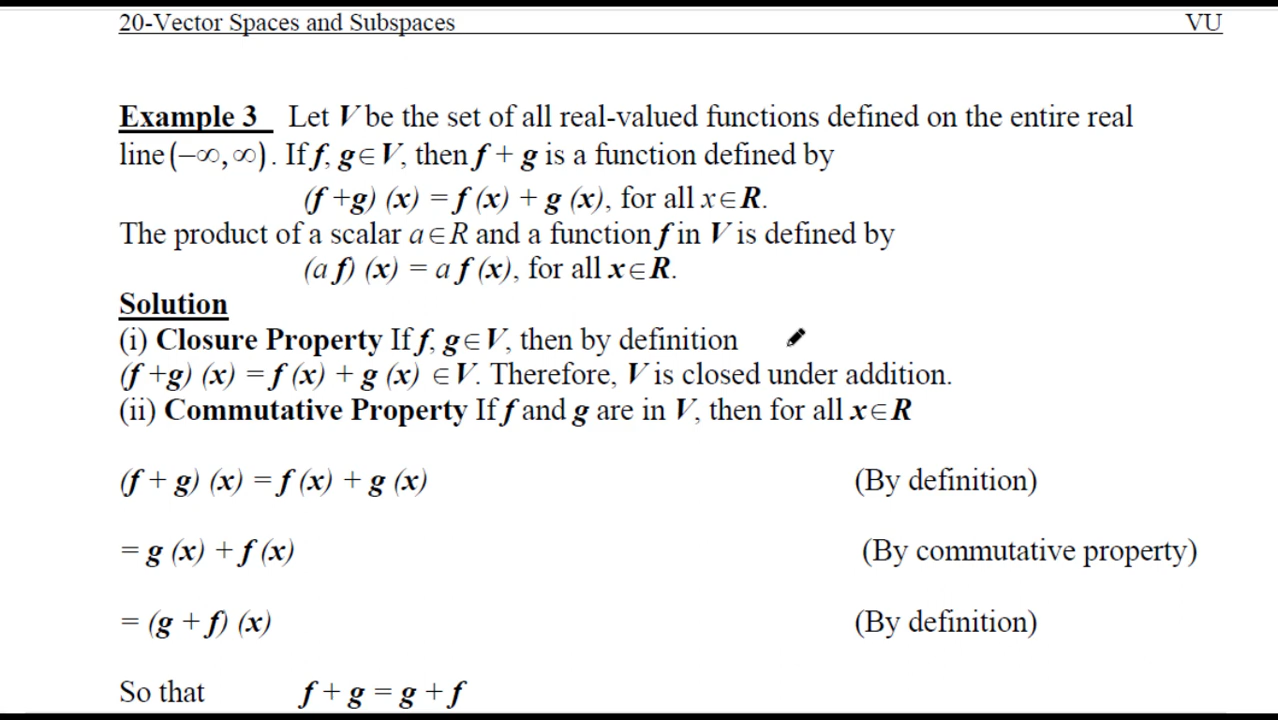 20-Vector Spaces and Subspaces VU
Example 3 Let V be the set of all real-valued functions defined on the entire real
line (−∞, ∞). If f, g∈V, then f + g is a function defined by
(f +g) (x) = f (x) + g (x), for all x∈R.
The product of a scalar a∈R and a function f in V is defined by
(a f) (x) = a f (x), for all x∈R.
Solution
(i) Closure Property If f, g∈V, then by definition
(f +g) (x) = f (x) + g (x) ∈V. Therefore, V is closed under addition.
(ii) Commutative Property If f and g are in V, then for all x∈R
(f + g) (x) = f (x) + g (x) (By definition)
= g (x) + f (x) (By commutative property)
= (g + f) (x) (By definition)
So that f + g = g + f